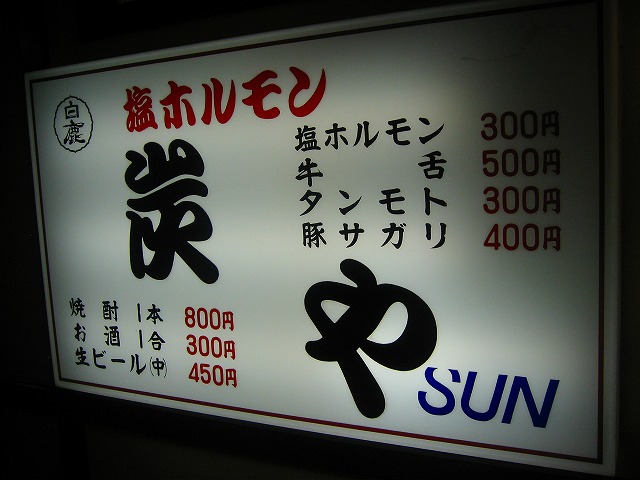 白鹿
塩ホルモン
炭や
塩ホルモン 300円
牛舌 500円
タンモト 300円
豚サガリ 400円
焼酎1本 800円
お酒1合 300円
生ビール(中) 450円
SUN